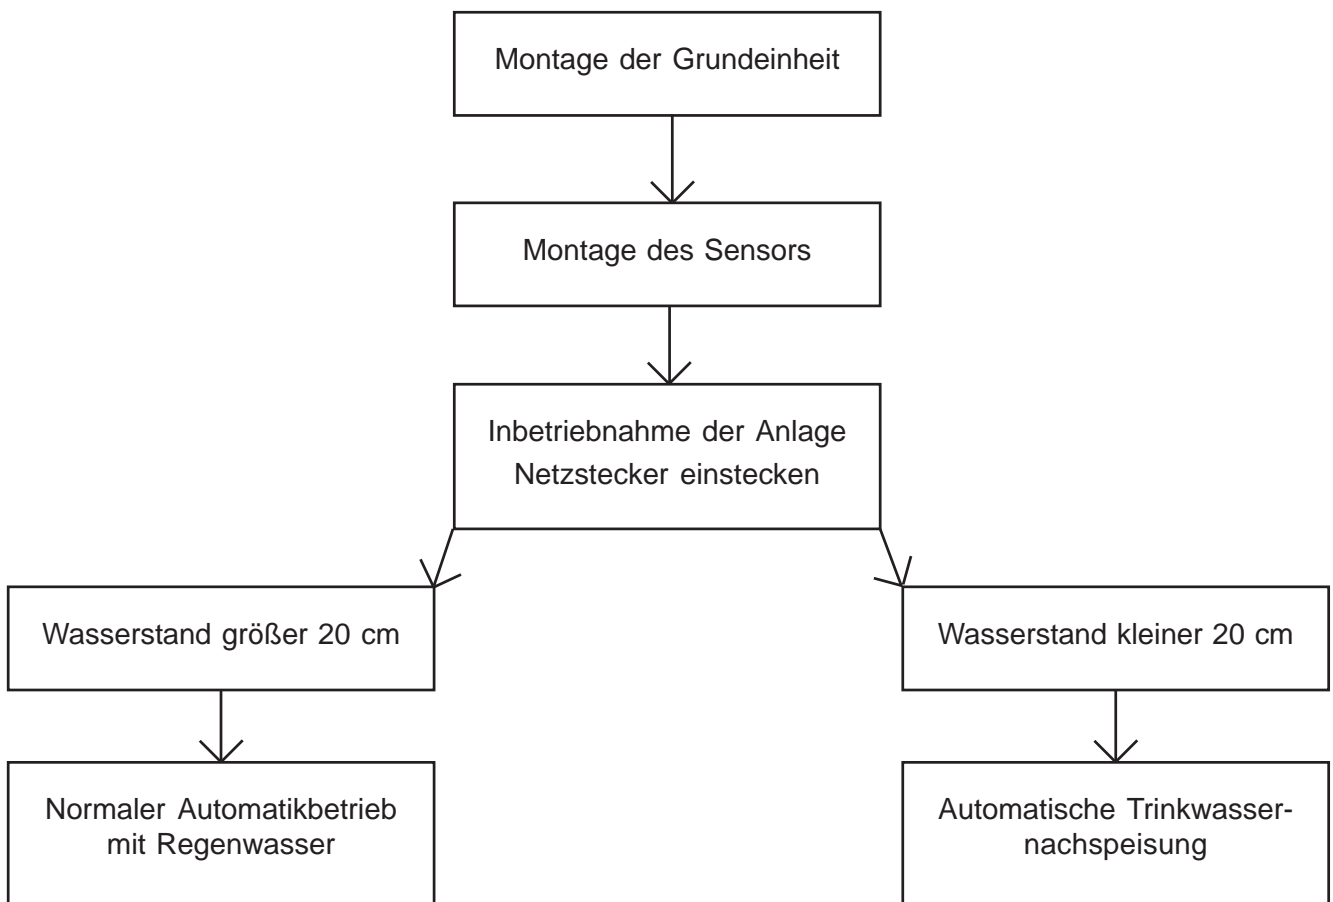 Montage der Grundeinheit
Montage des Sensors
Inbetriebnahme der Anlage
Netzstecker einstecken
Wasserstand größer 20 cm
Wasserstand kleiner 20 cm
Normaler Automatikbetrieb
mit Regenwasser
Automatische Trinkwasser-
nachspeisung